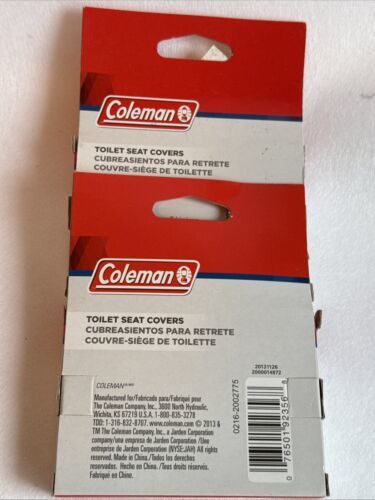 Coleman
TOILET SEAT COVERS
CUBREASIENTOS PARA RETRETE
COUVRE-SIÈGE DE TOILETTE
Coleman
TOILET SEAT COVERS
CUBREASIENTOS PARA RETRETE
COUVRE-SIÈGE DE TOILETTE
COLEMAN® MD
Manufactured for/Fabricado para/Fabriqué pour
The Coleman Company, Inc., 3600 North Hydraulic,
Wichita, KS 67219 U.S.A. 1-800-835-3278
TDD: 1-316-832-8707. www.coleman.com © 2013 &
TM The Coleman Company, Inc., a Jarden Corporation
company/una empresa de Jarden Corporation /Une
entreprise de Jarden Corporation (NYSE:JAH) All rights
reserved. Made in China./Todos derechos reservados.
Hecho en China. /Tous droits réservés.
Fabriqué en Chine.
0216-2002775
20131126
2000014872
0 76501 92356 8